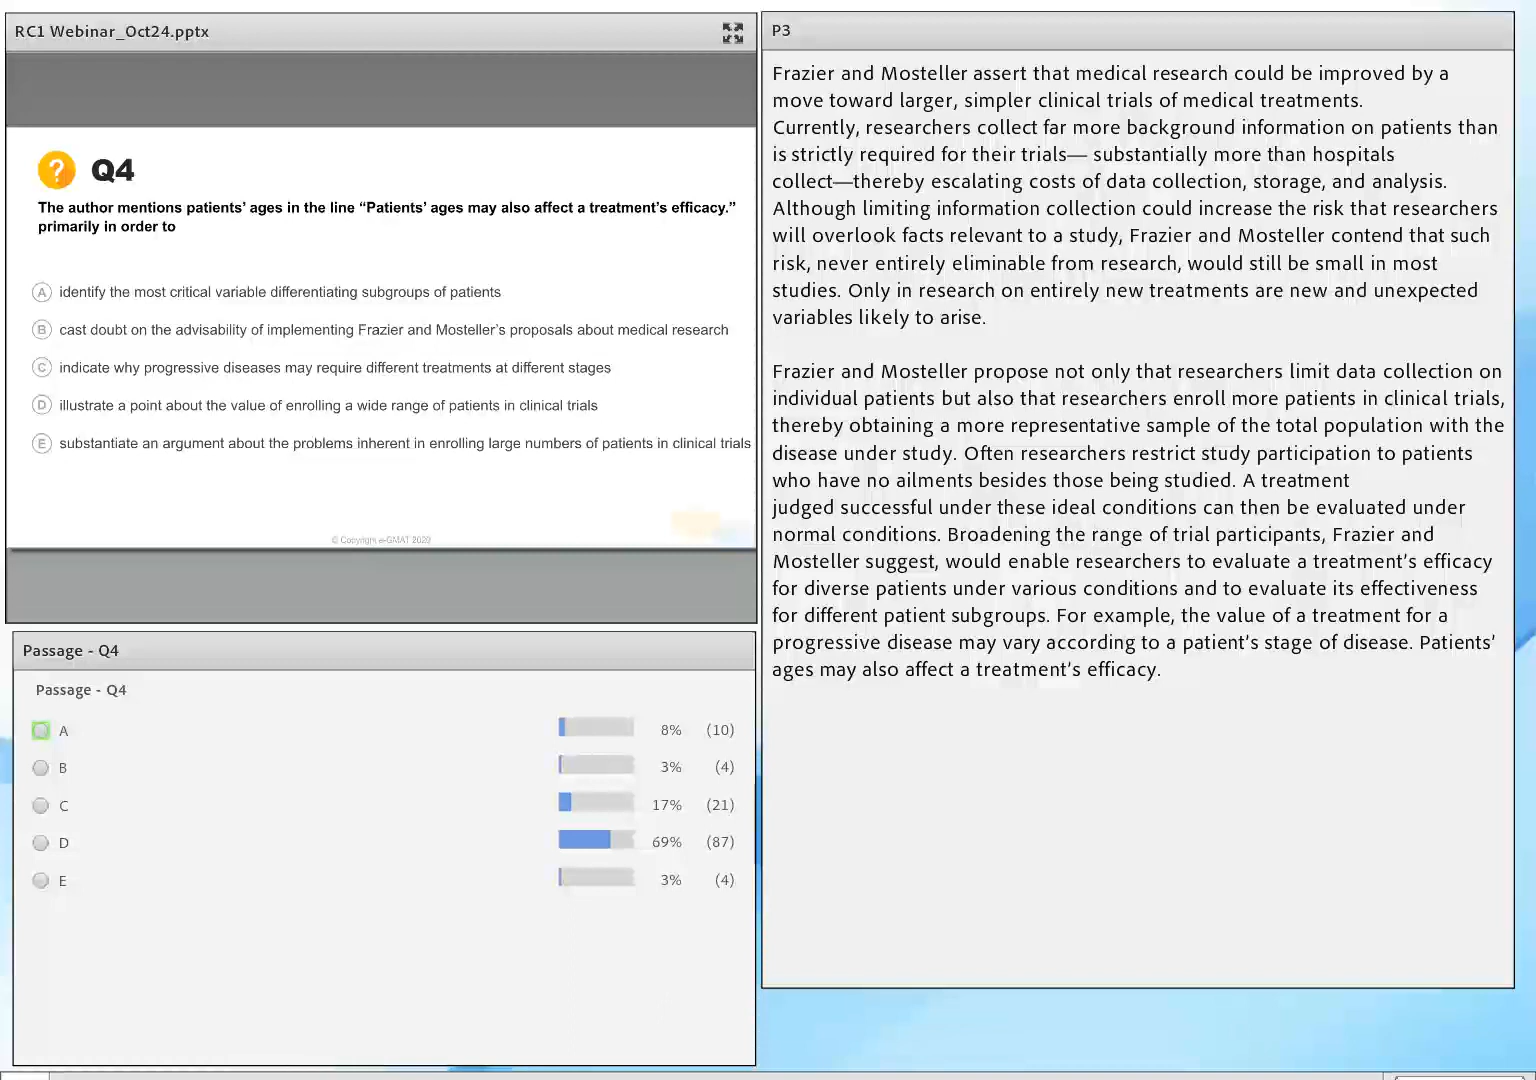 RC1 Webinar_Oct24.pptx
Q4
The author mentions patients’ ages in the line “Patients’ ages may also affect a treatment’s efficacy.”
primarily in order to
A identify the most critical variable differentiating subgroups of patients
B cast doubt on the advisability of implementing Frazier and Mosteller’s proposals about medical research
C indicate why progressive diseases may require different treatments at different stages
D illustrate a point about the value of enrolling a wide range of patients in clinical trials
E substantiate an argument about the problems inherent in enrolling large numbers of patients in clinical trials
© Copyright e-GMAT 2020
Passage - Q4
Passage - Q4
A 8% (10)
B 3% (4)
C 17% (21)
D 69% (87)
E 3% (4)
P3
Frazier and Mosteller assert that medical research could be improved by a
move toward larger, simpler clinical trials of medical treatments.
Currently, researchers collect far more background information on patients than
is strictly required for their trials— substantially more than hospitals
collect—thereby escalating costs of data collection, storage, and analysis.
Although limiting information collection could increase the risk that researchers
will overlook facts relevant to a study, Frazier and Mosteller contend that such
risk, never entirely eliminable from research, would still be small in most
studies. Only in research on entirely new treatments are new and unexpected
variables likely to arise.
Frazier and Mosteller propose not only that researchers limit data collection on
individual patients but also that researchers enroll more patients in clinical trials,
thereby obtaining a more representative sample of the total population with the
disease under study. Often researchers restrict study participation to patients
who have no ailments besides those being studied. A treatment
judged successful under these ideal conditions can then be evaluated under
normal conditions. Broadening the range of trial participants, Frazier and
Mosteller suggest, would enable researchers to evaluate a treatment’s efficacy
for diverse patients under various conditions and to evaluate its effectiveness
for different patient subgroups. For example, the value of a treatment for a
progressive disease may vary according to a patient’s stage of disease. Patients’
ages may also affect a treatment’s efficacy.